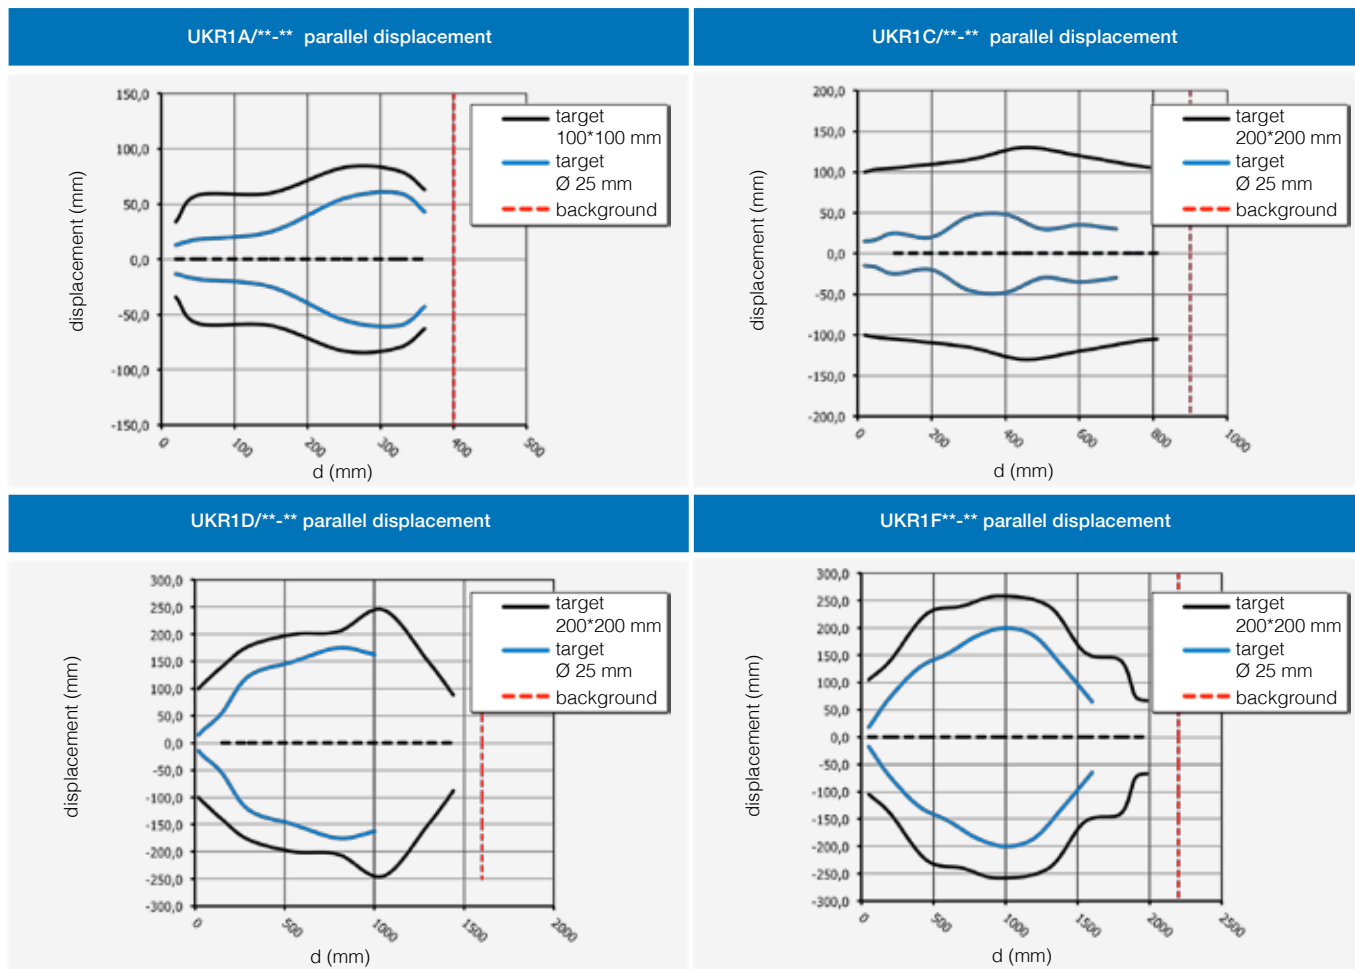 UKR1A/**-** parallel displacement
150,0
100,0
50,0
0,0
-50,0
-100,0
-150,0
displacement (mm)
0
100
200
300
400
500
d (mm)
target
100*100 mm
target
Ø 25 mm
background
UKR1C/**-** parallel displacement
200,0
150,0
100,0
50,0
0,0
-50,0
-100,0
-150,0
-200,0
displacement (mm)
0
200
400
600
800
1000
d (mm)
target
200*200 mm
target
Ø 25 mm
background
UKR1D/**-** parallel displacement
300,0
250,0
200,0
150,0
100,0
50,0
0,0
-50,0
-100,0
-150,0
-200,0
-250,0
-300,0
displacement (mm)
0
500
1000
1500
2000
d (mm)
target
200*200 mm
target
Ø 25 mm
background
UKR1F**-** parallel displacement
300,0
250,0
200,0
150,0
100,0
50,0
0,0
-50,0
-100,0
-150,0
-200,0
-250,0
-300,0
displacement (mm)
0
500
1000
1500
2000
2500
d (mm)
target
200*200 mm
target
Ø 25 mm
background